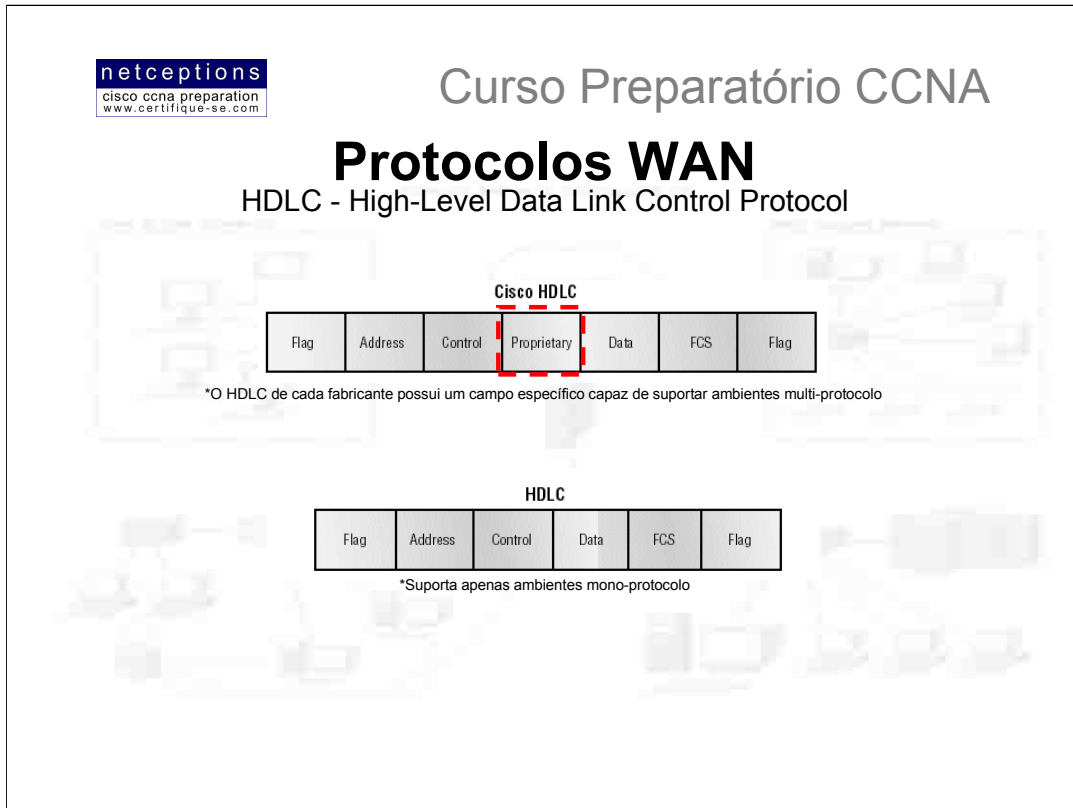 netceptions
cisco ccna preparation
www.certifique-se.com
Curso Preparatório CCNA
Protocolos WAN
HDLC - High-Level Data Link Control Protocol
Cisco HDLC
Flag Address Control Proprietary Data FCS Flag
*O HDLC de cada fabricante possui um campo específico capaz de suportar ambientes multi-protocolo
HDLC
Flag Address Control Data FCS Flag
*Suporta apenas ambientes mono-protocolo